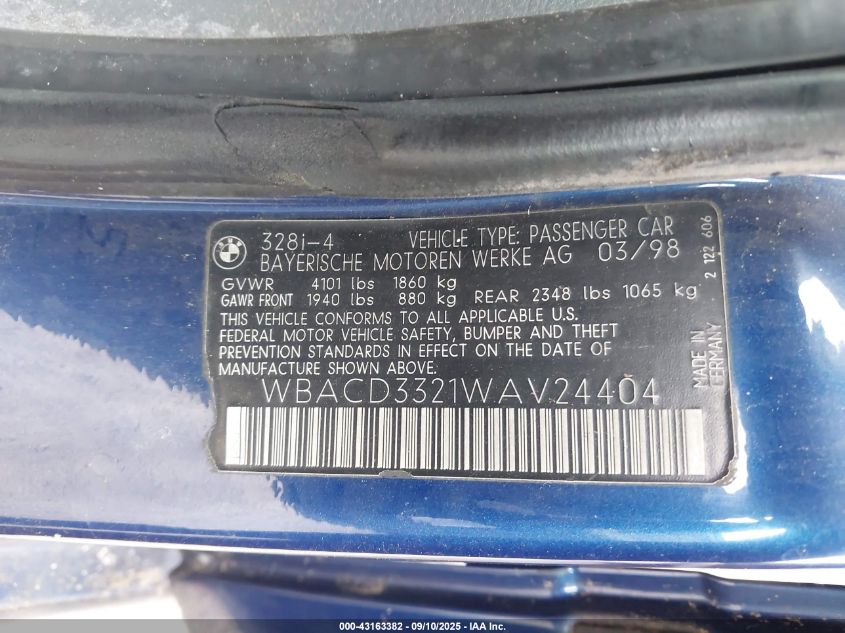 328i-4 VEHICLE TYPE: PASSENGER CAR
BAYERISCHE MOTOREN WERKE AG 03/98
GVWR 4101 lbs 1860 kg
GAWR FRONT 1940 lbs 880 kg REAR 2348 lbs 1065 kg
THIS VEHICLE CONFORMS TO ALL APPLICABLE U.S.
FEDERAL MOTOR VEHICLE SAFETY, BUMPER AND THEFT
PREVENTION STANDARDS IN EFFECT ON THE DATE OF
MANUFACTURE SHOWN ABOVE.
WBACD3321WAV24404
2 122 606
MADE IN
GERMANY
BMW
000-43163382 - 09/10/2025 - IAA Inc.